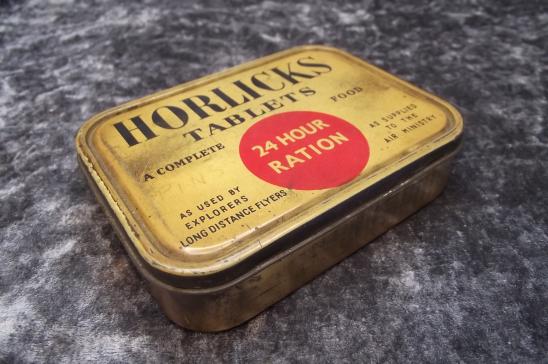 HORLICKS
TABLETS
A COMPLETE FOOD
24 HOUR
RATION
AS SUPPLIED
TO THE
AIR MINISTRY
AS USED BY
EXPLORERS
LONG DISTANCE FLYERS